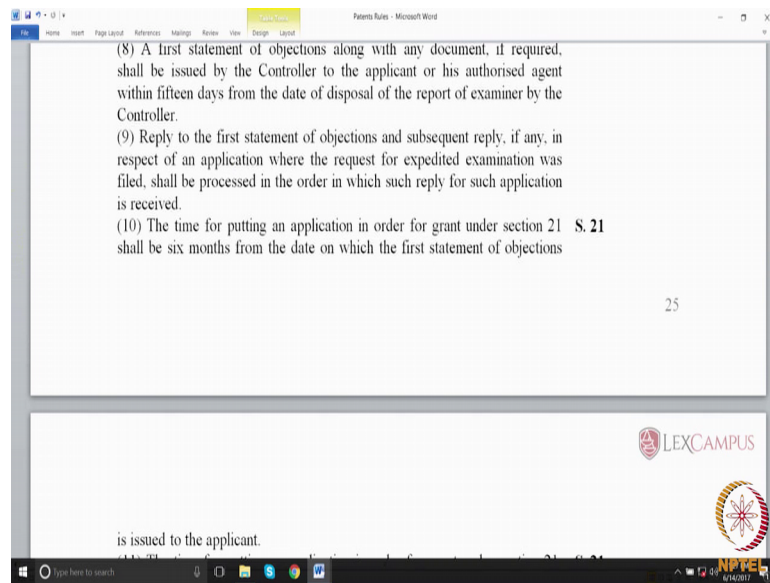 Table Tools
Patents Rules - Microsoft Word
File Home Insert Page Layout References Mailings Review View Design Layout
(8) A first statement of objections along with any document, if required,
shall be issued by the Controller to the applicant or his authorised agent
within fifteen days from the date of disposal of the report of examiner by the
Controller.
(9) Reply to the first statement of objections and subsequent reply, if any, in
respect of an application where the request for expedited examination was
filed, shall be processed in the order in which such reply for such application
is received.
(10) The time for putting an application in order for grant under section 21 S. 21
shall be six months from the date on which the first statement of objections
25
LEXCAMPUS
is issued to the applicant.
Type here to search
NPTEL
6/14/2017